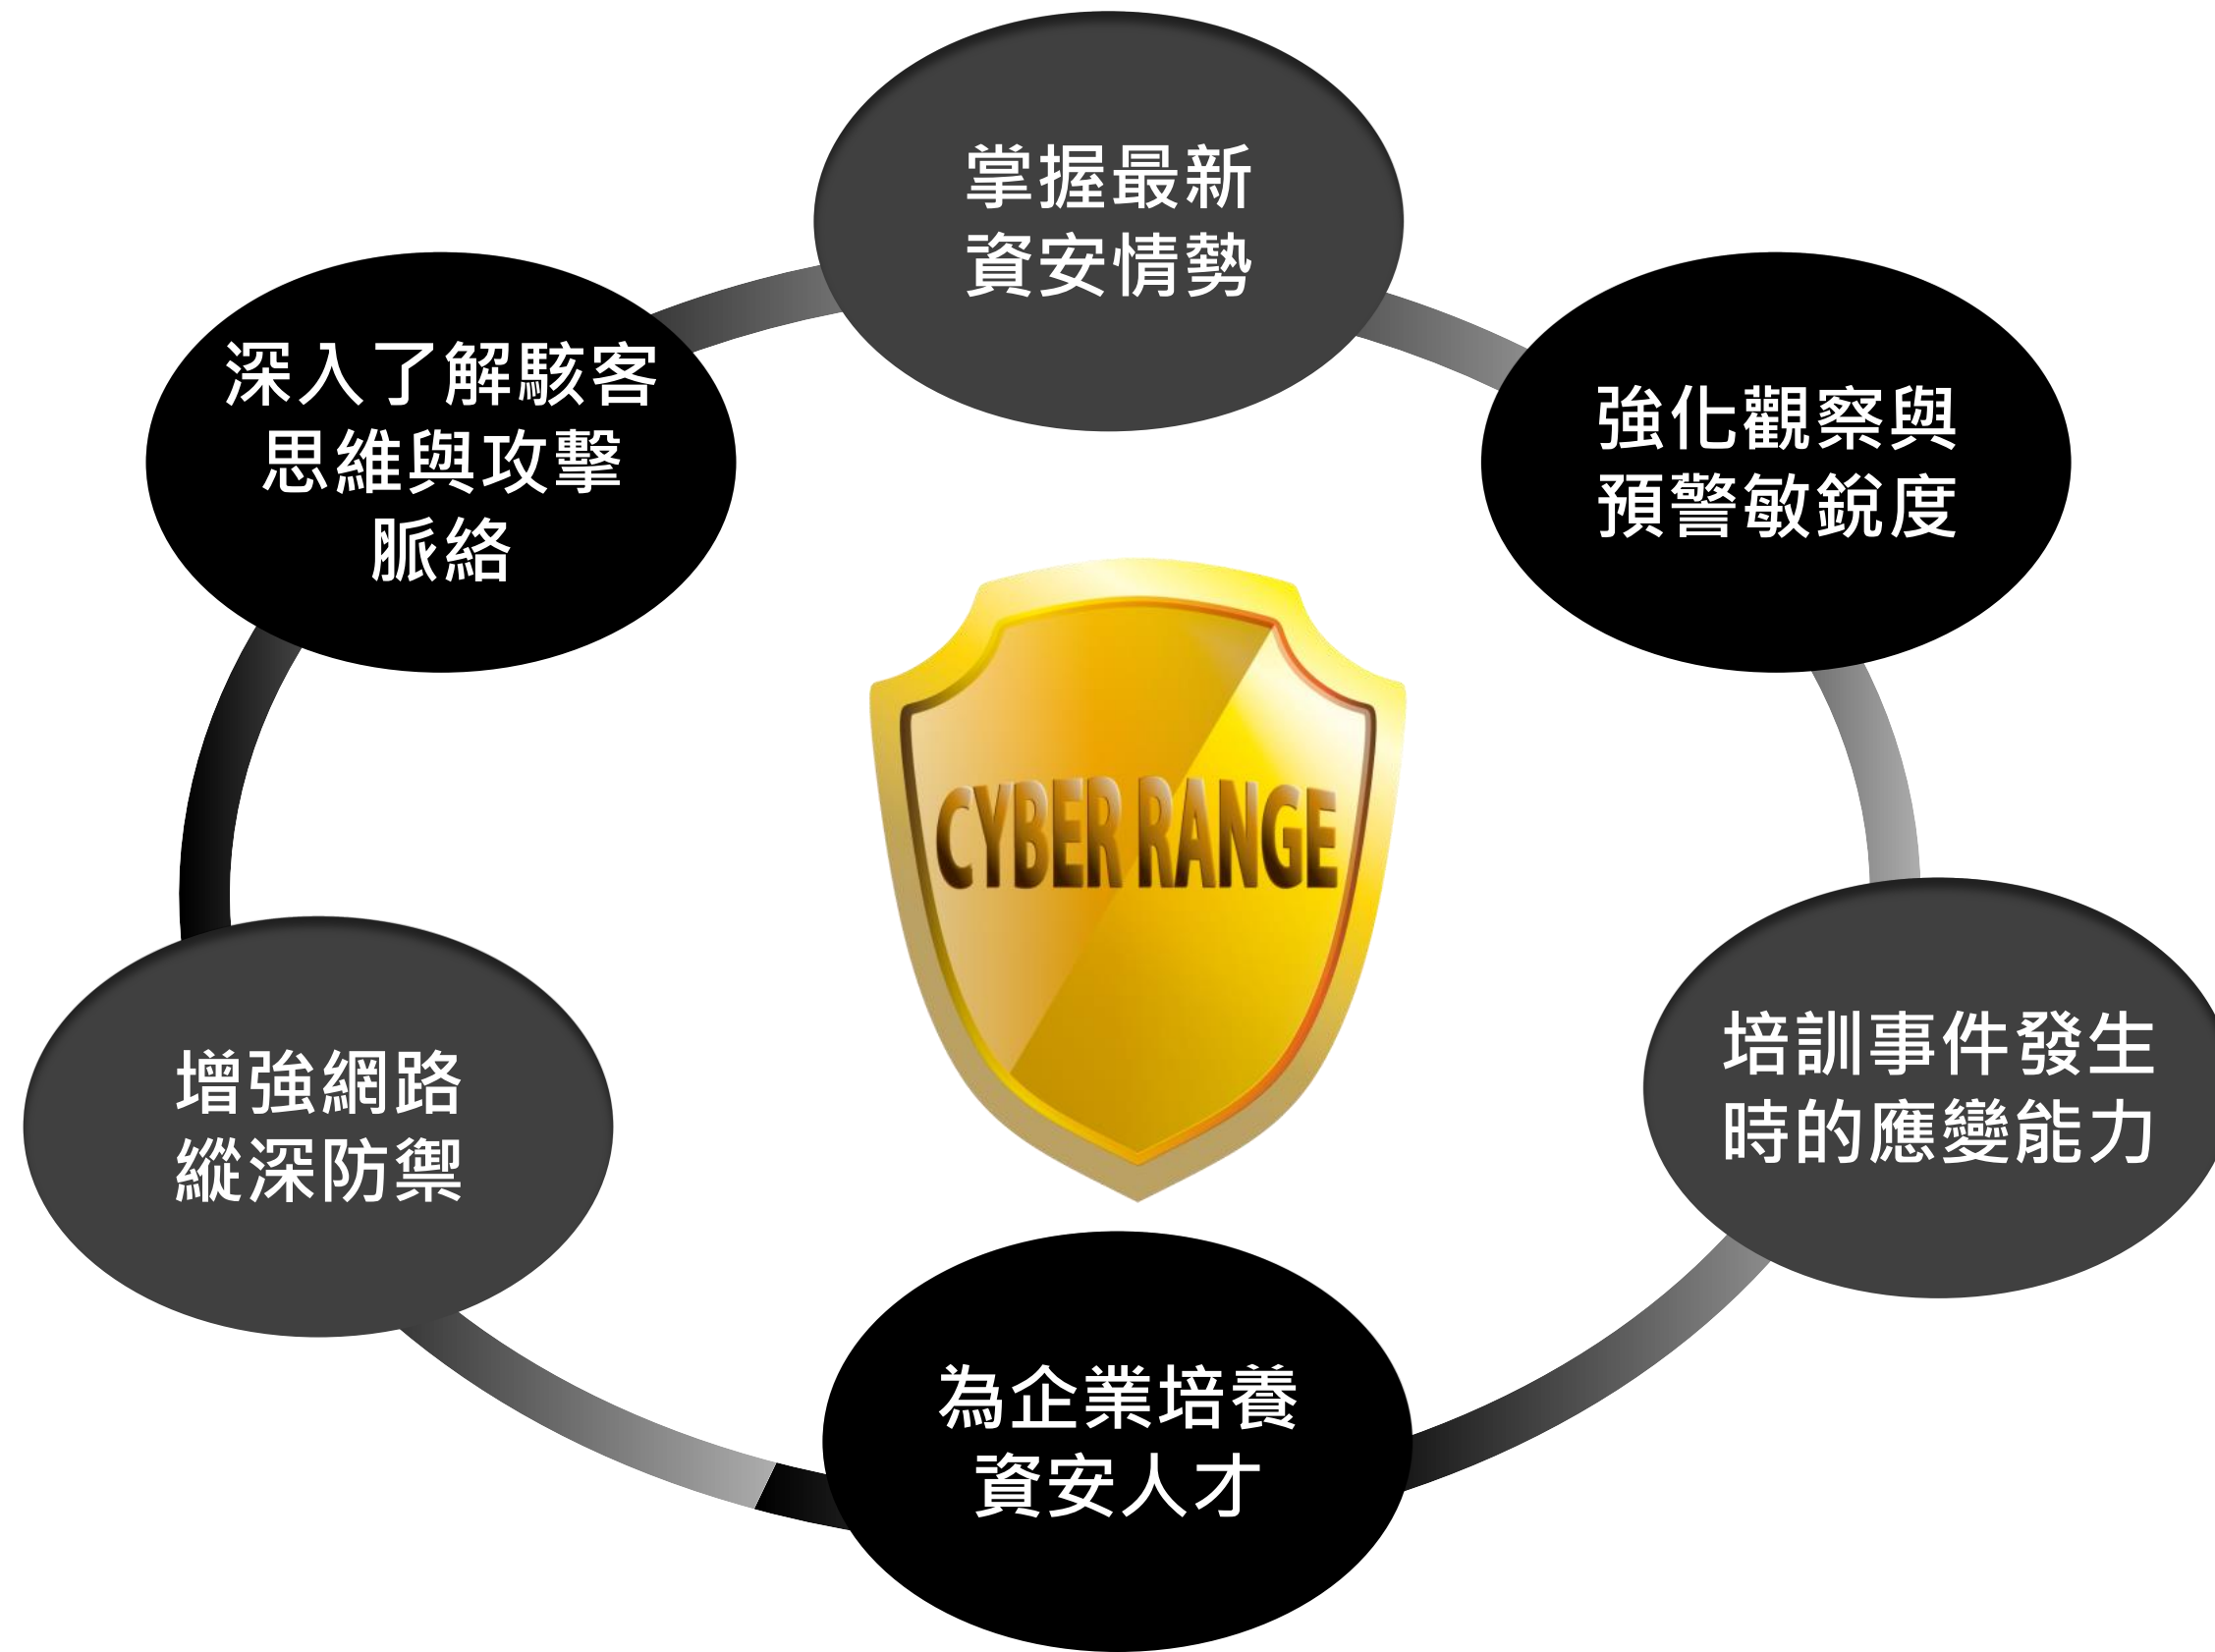 掌握最新
資安情勢
深入了解駭客
思維與攻擊
脈絡
強化觀察與
預警敏銳度
CYBER RANGE
增強網路
縱深防禦
培訓事件發生
時的應變能力
為企業培養
資安人才